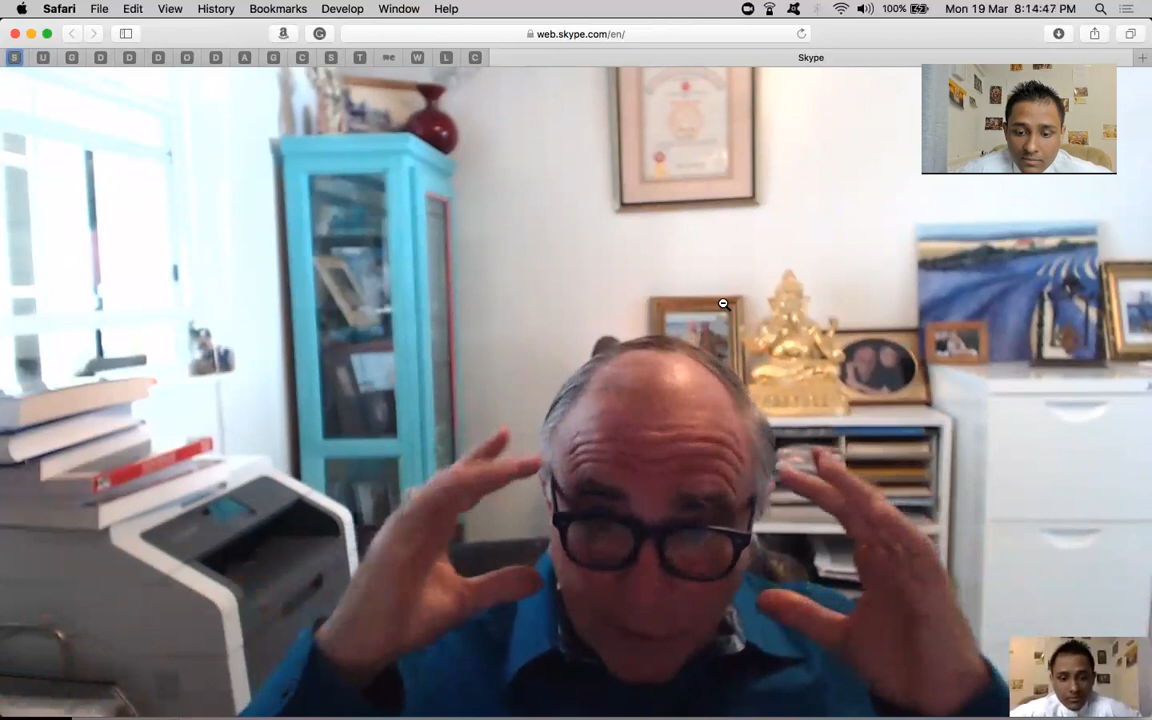 Safari File Edit View History Bookmarks Develop Window Help 100% Mon 19 Mar 8:14:47 PM
web.skype.com/en/
S U G D D D O D A G C S T me W L C Skype